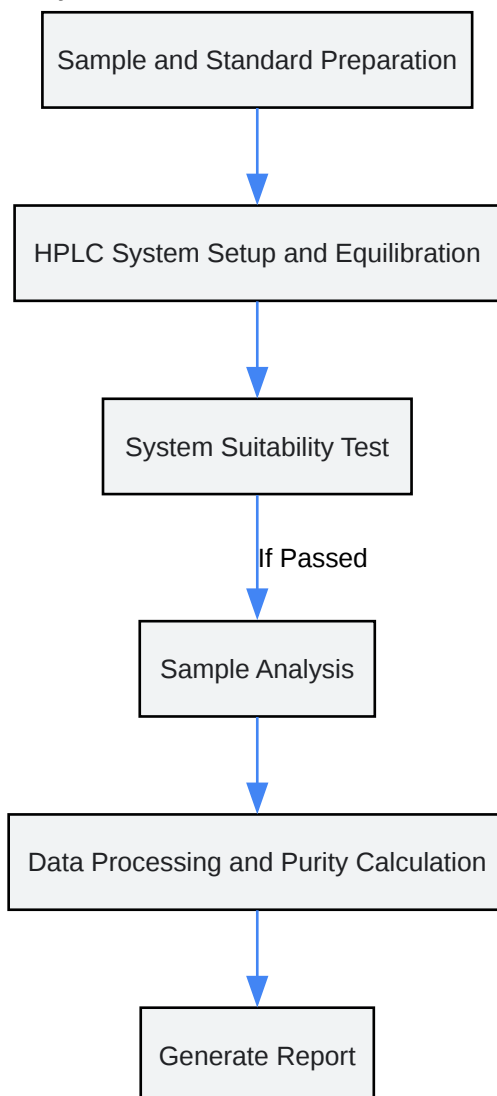 Sample and Standard Preparation
HPLC System Setup and Equilibration
System Suitability Test
If Passed
Sample Analysis
Data Processing and Purity Calculation
Generate Report